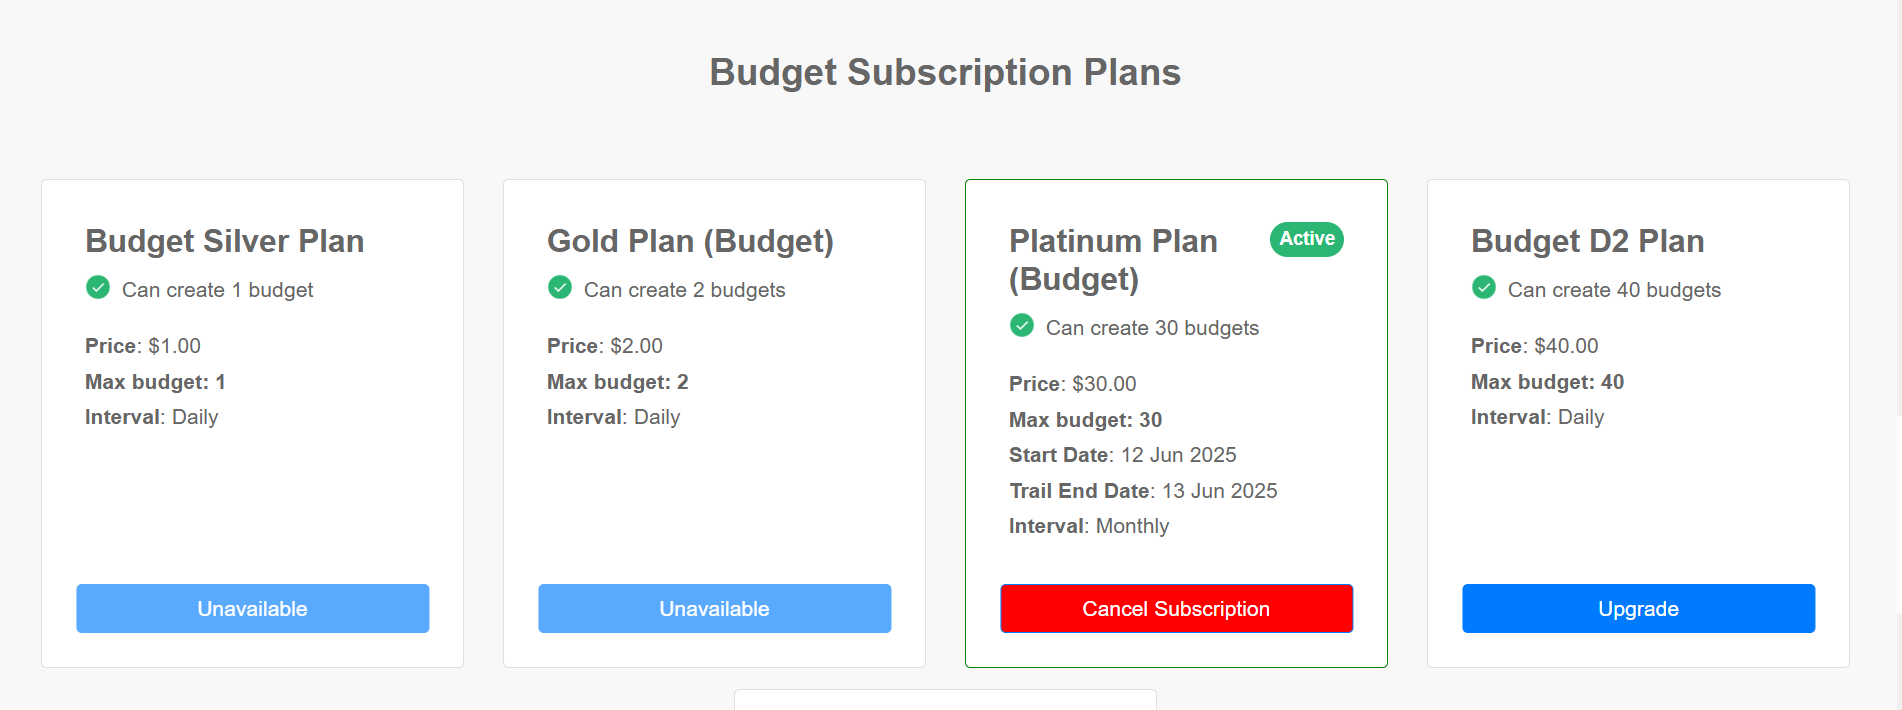 Budget Subscription Plans
Budget Silver Plan
Can create 1 budget
Price: $1.00
Max budget: 1
Interval: Daily
Unavailable
Gold Plan (Budget)
Can create 2 budgets
Price: $2.00
Max budget: 2
Interval: Daily
Unavailable
Platinum Plan
(Budget)
Active
Can create 30 budgets
Price: $30.00
Max budget: 30
Start Date: 12 Jun 2025
Trail End Date: 13 Jun 2025
Interval: Monthly
Cancel Subscription
Budget D2 Plan
Can create 40 budgets
Price: $40.00
Max budget: 40
Interval: Daily
Upgrade